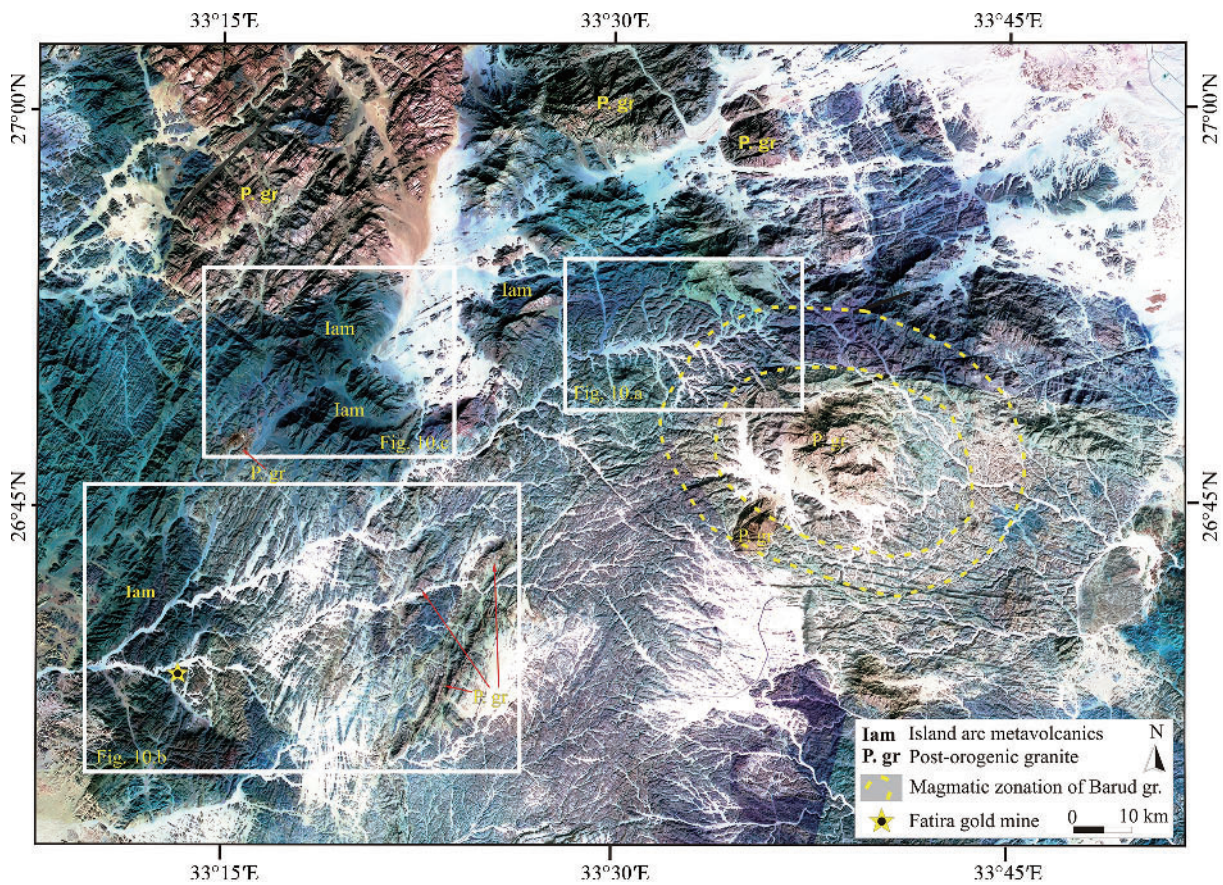 33°15'E 33°30'E 33°45'E
27°00'N 27°00'N
P. gr
P. gr
P. gr
Iam
Iam
Iam
Fig. 10.a
Fig. 10.c
P. gr
P. gr
26°45'N 26°45'N
P. gr
Iam
P. gr
Fig. 10.b
Iam Island arc metavolcanics N
P. gr Post-orogenic granite
Magmatic zonation of Barud gr.
Fatira gold mine 0 10 km
33°15'E 33°30'E 33°45'E